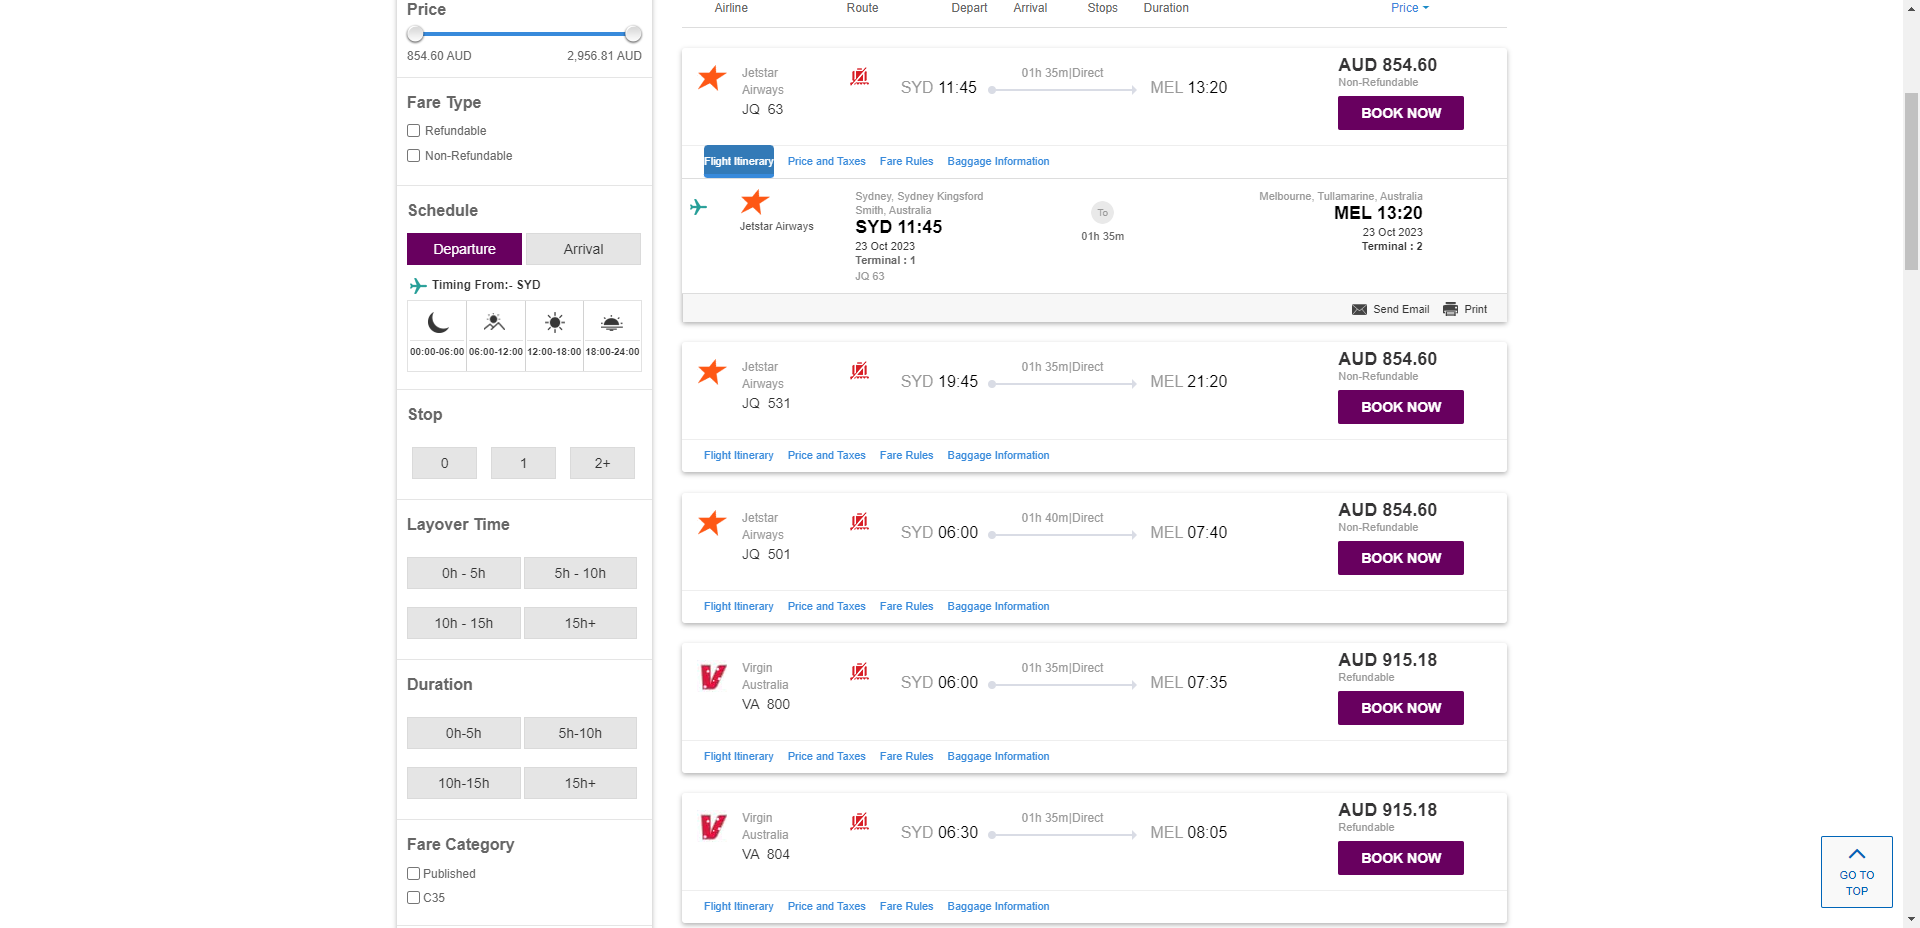 Price
854.60 AUD 2,956.81 AUD
Fare Type
Refundable
Non-Refundable
Schedule
Departure Arrival
Timing From:- SYD
00:00-06:00 06:00-12:00 12:00-18:00 18:00-24:00
Stop
0 1 2+
Layover Time
0h - 5h 5h - 10h
10h - 15h 15h+
Duration
0h-5h 5h-10h
10h-15h 15h+
Fare Category
Published
C35
Airline Route Depart Arrival Stops Duration Price
Jetstar
Airways
JQ 63
SYD 11:45
01h 35m|Direct
MEL 13:20
AUD 854.60
Non-Refundable
BOOK NOW
Flight Itinerary Price and Taxes Fare Rules Baggage Information
Jetstar Airways
Sydney, Sydney Kingsford
Smith, Australia
SYD 11:45
23 Oct 2023
Terminal : 1
JQ 63
To
01h 35m
Melbourne, Tullamarine, Australia
MEL 13:20
23 Oct 2023
Terminal : 2
Send Email Print
Jetstar
Airways
JQ 531
SYD 19:45
01h 35m|Direct
MEL 21:20
AUD 854.60
Non-Refundable
BOOK NOW
Flight Itinerary Price and Taxes Fare Rules Baggage Information
Jetstar
Airways
JQ 501
SYD 06:00
01h 40m|Direct
MEL 07:40
AUD 854.60
Non-Refundable
BOOK NOW
Flight Itinerary Price and Taxes Fare Rules Baggage Information
Virgin
Australia
VA 800
SYD 06:00
01h 35m|Direct
MEL 07:35
AUD 915.18
Refundable
BOOK NOW
Flight Itinerary Price and Taxes Fare Rules Baggage Information
Virgin
Australia
VA 804
SYD 06:30
01h 35m|Direct
MEL 08:05
AUD 915.18
Refundable
BOOK NOW
Flight Itinerary Price and Taxes Fare Rules Baggage Information
GO TO
TOP